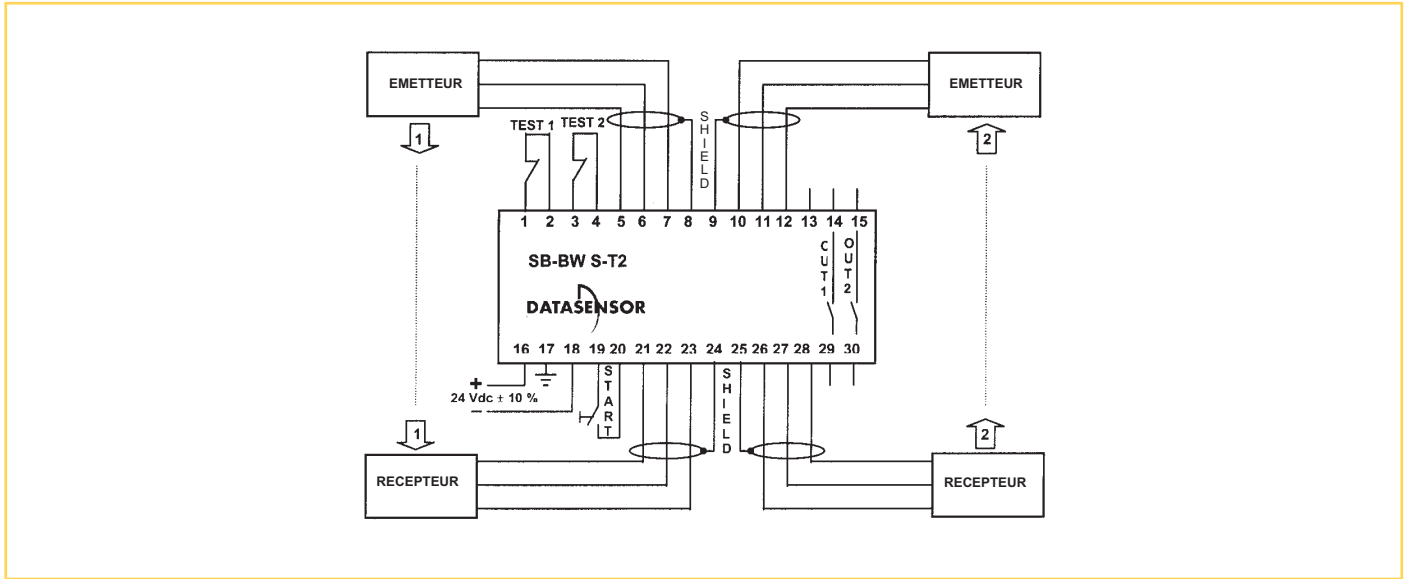 EMETTEUR
EMETTEUR
TEST 1 TEST 2
SHIELD
1
2
1 2 3 4 5 6 7 8 9 10 11 12 13 14 15
SB-BW S-T2
OUT1
OUT2
DATASENSOR
16 17 18 19 20 21 22 23 24 25 26 27 28 29 30
+
24 Vdc ± 10 %
–
START
SHIELD
1
2
RECEPTEUR
RECEPTEUR